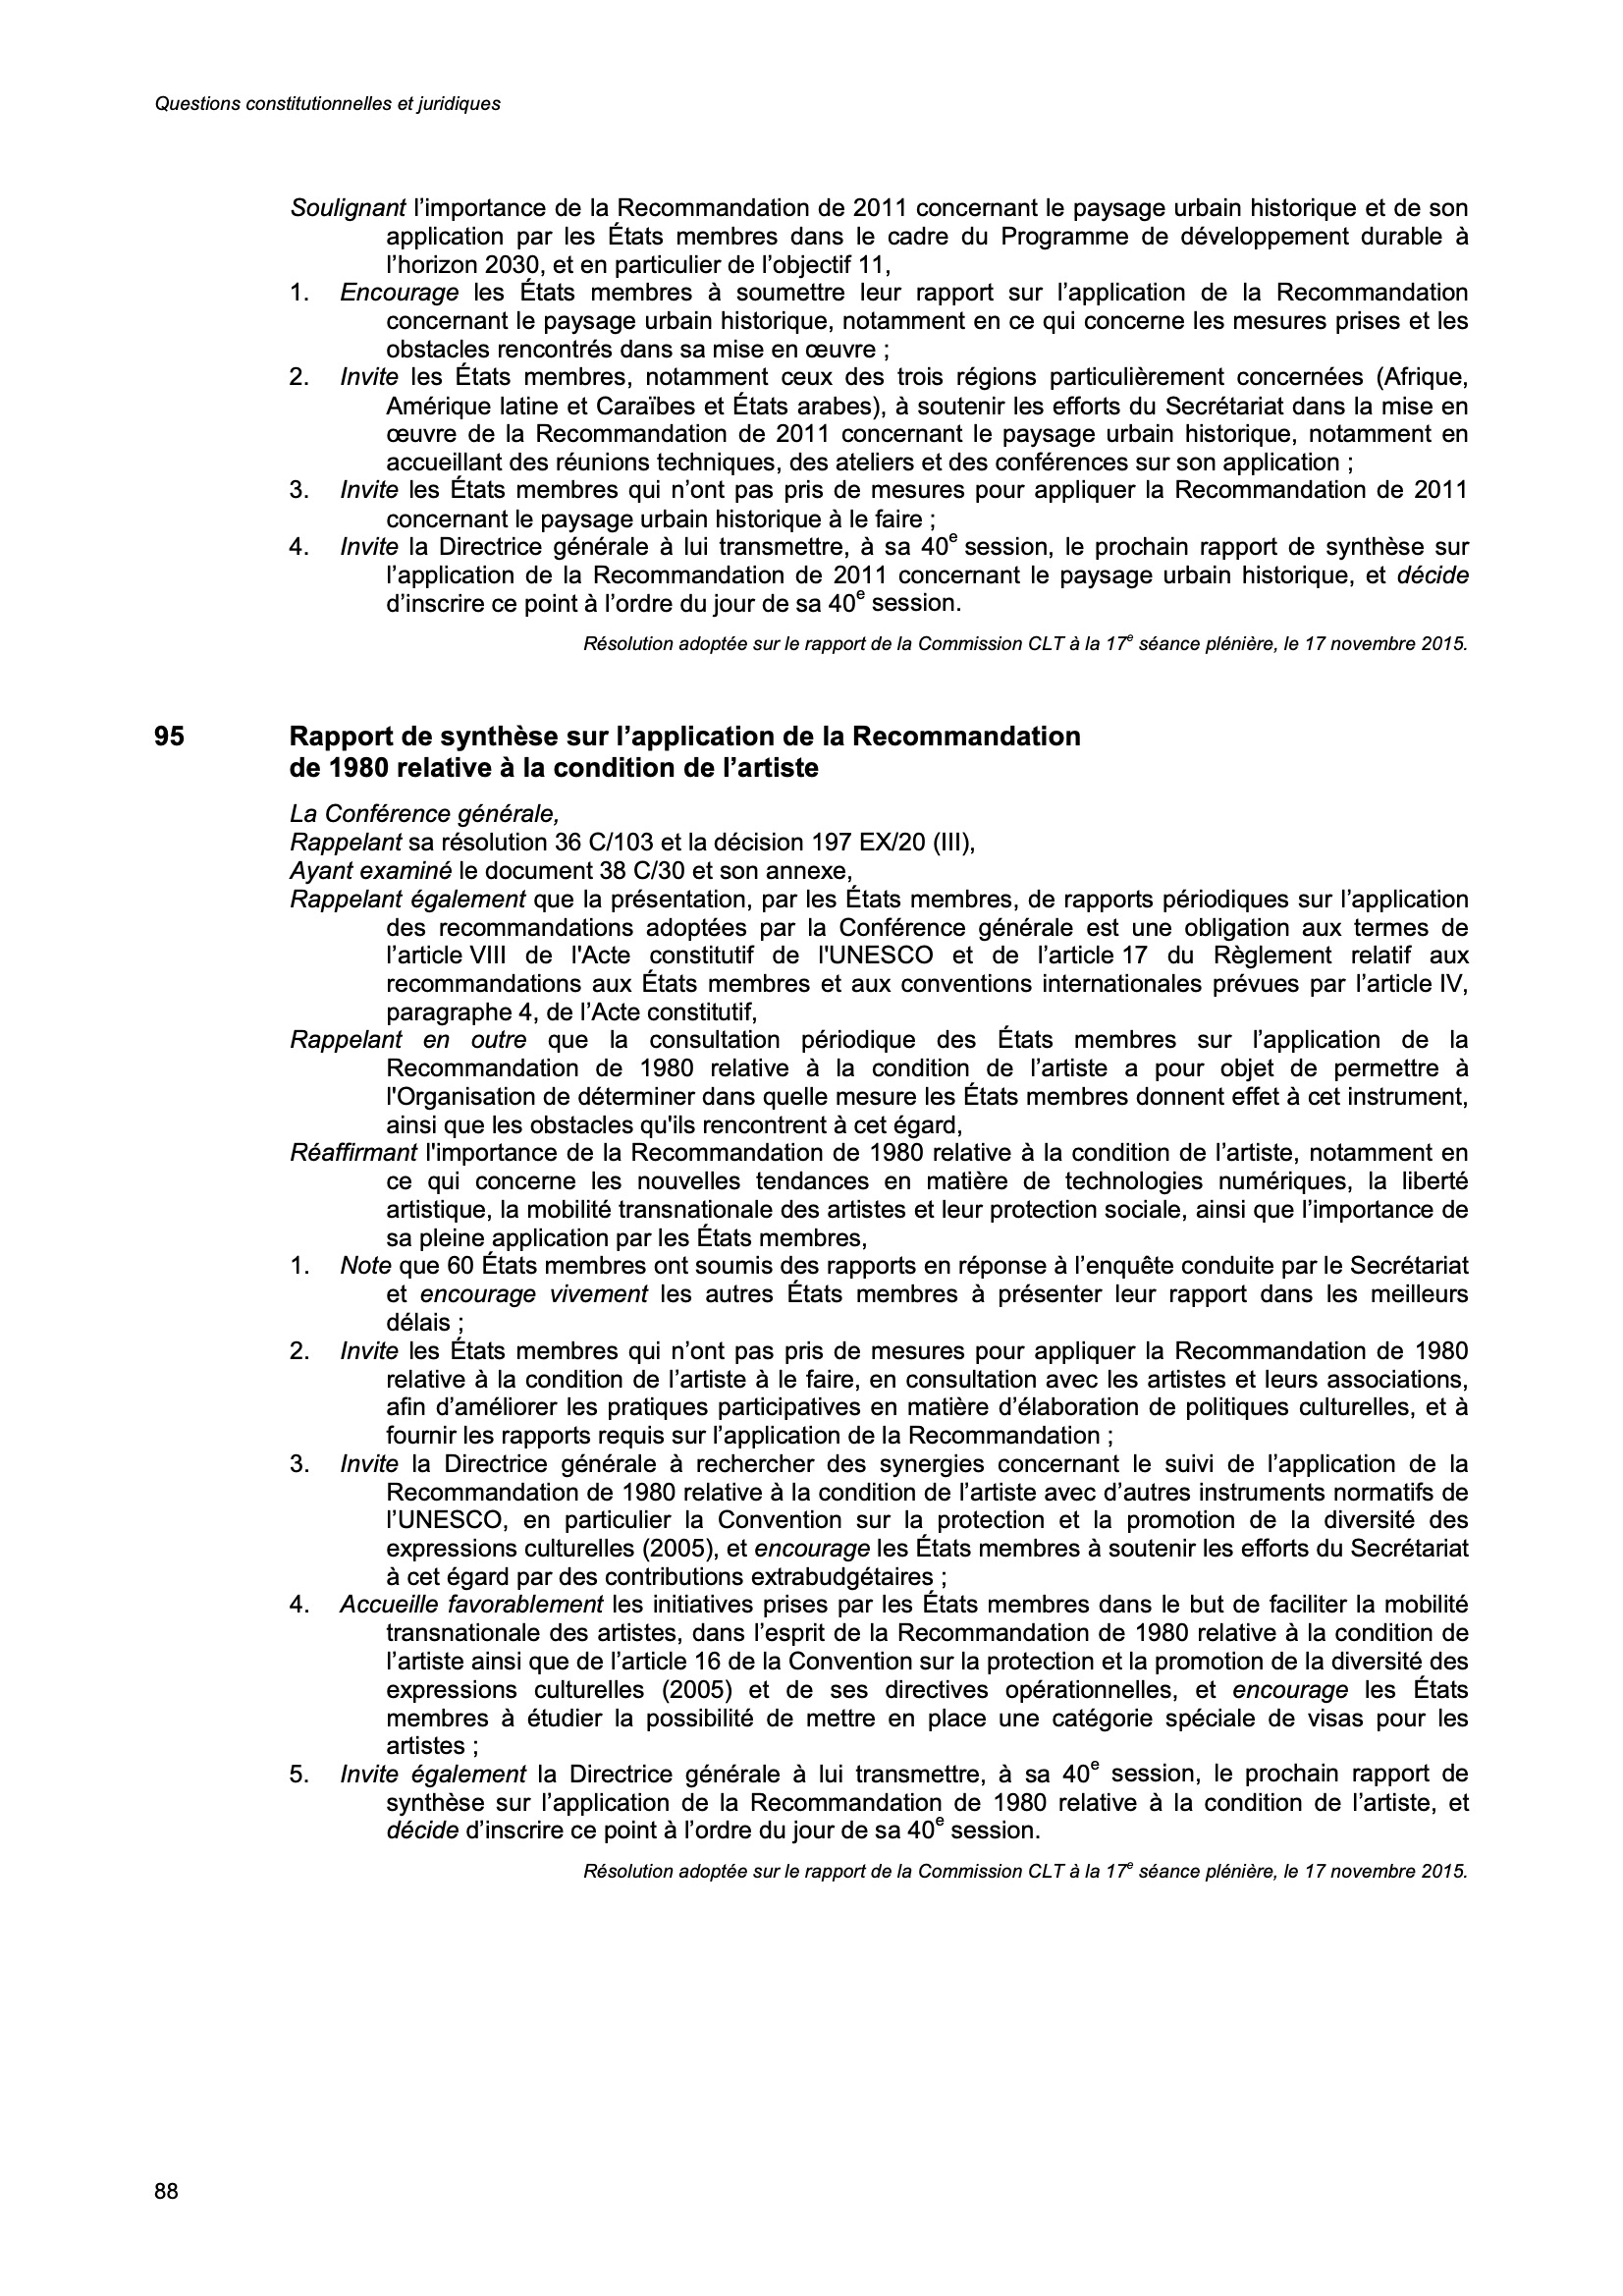 Questions constitutionnelles et juridiques
Soulignant l’importance de la Recommandation de 2011 concernant le paysage urbain historique et de son
application par les États membres dans le cadre du Programme de développement durable à
l’horizon 2030, et en particulier de l’objectif 11,
1. Encourage les États membres à soumettre leur rapport sur l’application de la Recommandation
concernant le paysage urbain historique, notamment en ce qui concerne les mesures prises et les
obstacles rencontrés dans sa mise en œuvre ;
2. Invite les États membres, notamment ceux des trois régions particulièrement concernées (Afrique,
Amérique latine et Caraïbes et États arabes), à soutenir les efforts du Secrétariat dans la mise en
œuvre de la Recommandation de 2011 concernant le paysage urbain historique, notamment en
accueillant des réunions techniques, des ateliers et des conférences sur son application ;
3. Invite les États membres qui n’ont pas pris de mesures pour appliquer la Recommandation de 2011
concernant le paysage urbain historique à le faire ;
4. Invite la Directrice générale à lui transmettre, à sa 40e session, le prochain rapport de synthèse sur
l’application de la Recommandation de 2011 concernant le paysage urbain historique, et décide
d’inscrire ce point à l’ordre du jour de sa 40e session.
Résolution adoptée sur le rapport de la Commission CLT à la 17e séance plénière, le 17 novembre 2015.
95 Rapport de synthèse sur l’application de la Recommandation
de 1980 relative à la condition de l’artiste
La Conférence générale,
Rappelant sa résolution 36 C/103 et la décision 197 EX/20 (III),
Ayant examiné le document 38 C/30 et son annexe,
Rappelant également que la présentation, par les États membres, de rapports périodiques sur l’application
des recommandations adoptées par la Conférence générale est une obligation aux termes de
l’article VIII de l'Acte constitutif de l'UNESCO et de l’article 17 du Règlement relatif aux
recommandations aux États membres et aux conventions internationales prévues par l’article IV,
paragraphe 4, de l’Acte constitutif,
Rappelant en outre que la consultation périodique des États membres sur l’application de la
Recommandation de 1980 relative à la condition de l’artiste a pour objet de permettre à
l'Organisation de déterminer dans quelle mesure les États membres donnent effet à cet instrument,
ainsi que les obstacles qu'ils rencontrent à cet égard,
Réaffirmant l'importance de la Recommandation de 1980 relative à la condition de l’artiste, notamment en
ce qui concerne les nouvelles tendances en matière de technologies numériques, la liberté
artistique, la mobilité transnationale des artistes et leur protection sociale, ainsi que l’importance de
sa pleine application par les États membres,
1. Note que 60 États membres ont soumis des rapports en réponse à l’enquête conduite par le Secrétariat
et encourage vivement les autres États membres à présenter leur rapport dans les meilleurs
délais ;
2. Invite les États membres qui n’ont pas pris de mesures pour appliquer la Recommandation de 1980
relative à la condition de l’artiste à le faire, en consultation avec les artistes et leurs associations,
afin d’améliorer les pratiques participatives en matière d’élaboration de politiques culturelles, et à
fournir les rapports requis sur l’application de la Recommandation ;
3. Invite la Directrice générale à rechercher des synergies concernant le suivi de l’application de la
Recommandation de 1980 relative à la condition de l’artiste avec d’autres instruments normatifs de
l’UNESCO, en particulier la Convention sur la protection et la promotion de la diversité des
expressions culturelles (2005), et encourage les États membres à soutenir les efforts du Secrétariat
à cet égard par des contributions extrabudgétaires ;
4. Accueille favorablement les initiatives prises par les États membres dans le but de faciliter la mobilité
transnationale des artistes, dans l’esprit de la Recommandation de 1980 relative à la condition de
l’artiste ainsi que de l’article 16 de la Convention sur la protection et la promotion de la diversité des
expressions culturelles (2005) et de ses directives opérationnelles, et encourage les États
membres à étudier la possibilité de mettre en place une catégorie spéciale de visas pour les
artistes ;
5. Invite également la Directrice générale à lui transmettre, à sa 40e session, le prochain rapport de
synthèse sur l’application de la Recommandation de 1980 relative à la condition de l’artiste, et
décide d’inscrire ce point à l’ordre du jour de sa 40e session.
Résolution adoptée sur le rapport de la Commission CLT à la 17e séance plénière, le 17 novembre 2015.
88